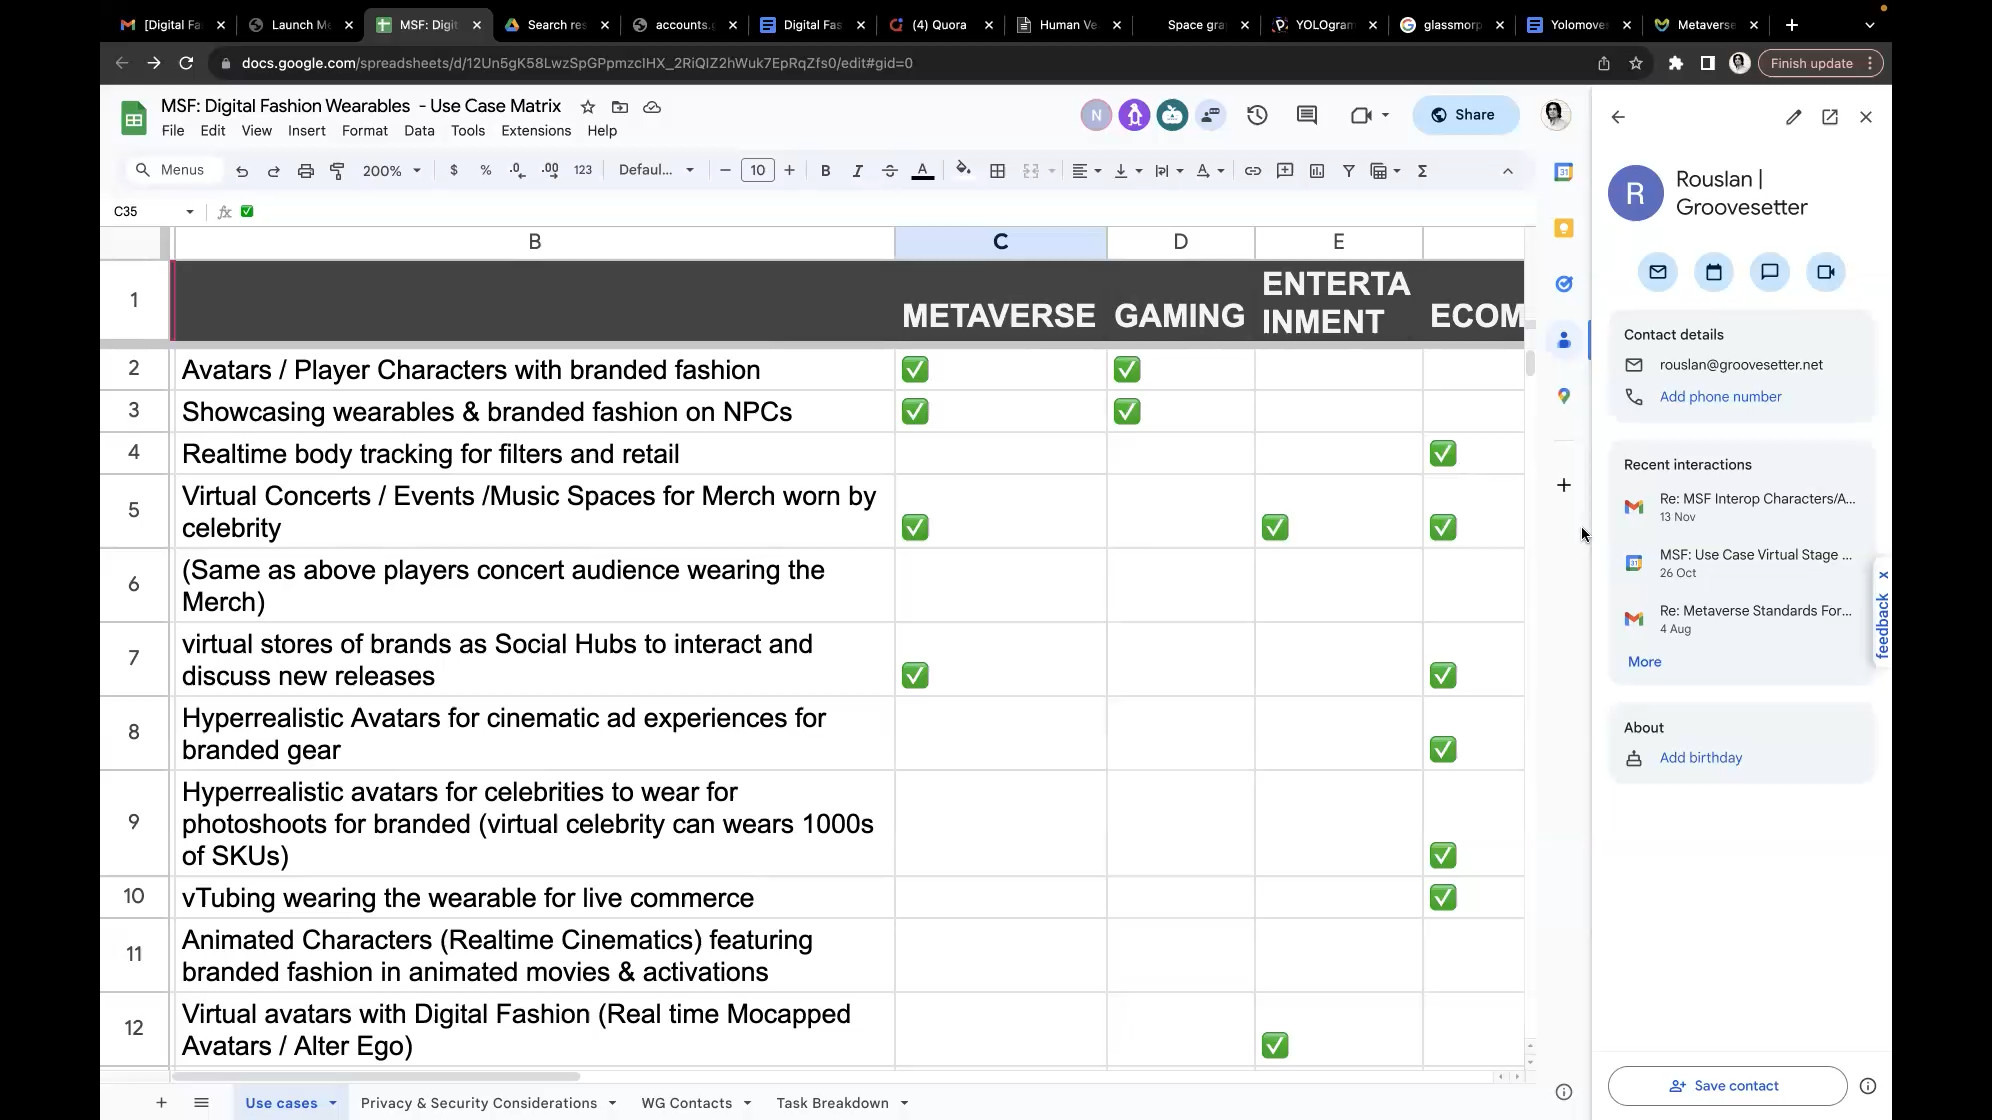 [Digital Fa
Launch Me
MSF: Digit
Search res
accounts.
Digital Fas
(4) Quora
Human Ve
Space gra
YOLOgram
glassmorp
Yolomove
Metaverse
docs.google.com/spreadsheets/d/12Un5gK58LwzSpGPpmzcIHX_2RiQIZ2hWuk7EpRqZfs0/edit#gid=0
Finish update
MSF: Digital Fashion Wearables - Use Case Matrix
File Edit View Insert Format Data Tools Extensions Help
N
Share
Menus
200%
$ % .0 .00 123
Defaul...
10
B I A
C35
fx ✅
B C D E
1
METAVERSE
GAMING
ENTERTA
INMENT
ECOM
2 Avatars / Player Characters with branded fashion ✅ ✅
3 Showcasing wearables & branded fashion on NPCs ✅ ✅
4 Realtime body tracking for filters and retail ✅
5 Virtual Concerts / Events /Music Spaces for Merch worn by
celebrity ✅ ✅ ✅
6 (Same as above players concert audience wearing the
Merch)
7 virtual stores of brands as Social Hubs to interact and
discuss new releases ✅ ✅
8 Hyperrealistic Avatars for cinematic ad experiences for
branded gear ✅
9 Hyperrealistic avatars for celebrities to wear for
photoshoots for branded (virtual celebrity can wears 1000s
of SKUs) ✅
10 vTubing wearing the wearable for live commerce ✅
11 Animated Characters (Realtime Cinematics) featuring
branded fashion in animated movies & activations
12 Virtual avatars with Digital Fashion (Real time Mocapped
Avatars / Alter Ego) ✅
Use cases
Privacy & Security Considerations
WG Contacts
Task Breakdown
31
R
Rouslan |
Groovesetter
Contact details
rouslan@groovesetter.net
Add phone number
Recent interactions
Re: MSF Interop Characters/A...
13 Nov
MSF: Use Case Virtual Stage ...
26 Oct
Re: Metaverse Standards For...
4 Aug
More
About
Add birthday
feedback x
Save contact